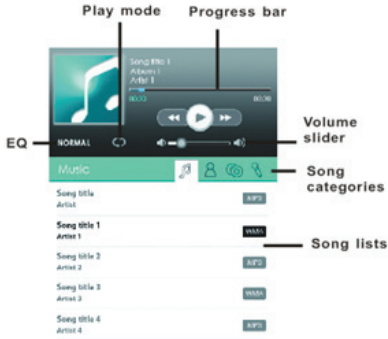 Play mode
Progress bar
Song title 1
Album 1
Artist 1
00:20
EQ
NORMAL
Volume
slider
Music
Song
categories
Song title
Artist
MP3
Song title 1
Artist 1
WMA
Song lists
Song title 2
Artist 2
MP3
Song title 3
Artist 3
WMA
Song title 4
Artist 4
MP3